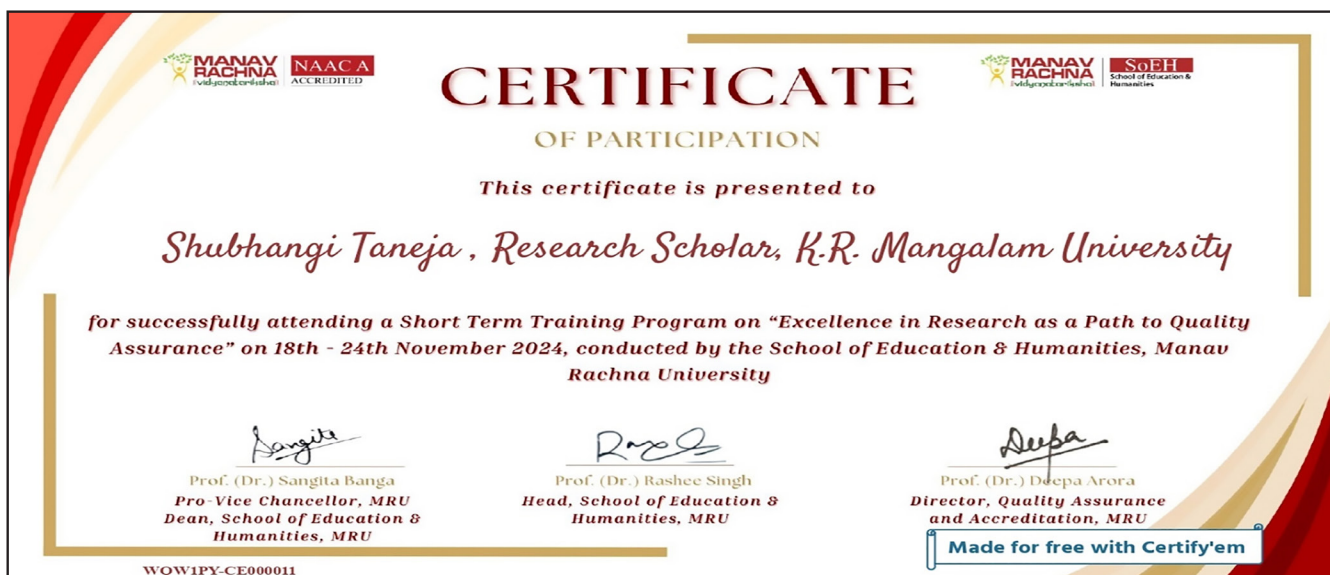 MANAV RACHNA vidyanatariksha
NAAC A ACCREDITED
CERTIFICATE
MANAV RACHNA vidyanatariksha
SoEH School of Education & Humanities
OF PARTICIPATION
This certificate is presented to
Shubhangi Taneja , Research Scholar, K.R. Mangalam University
for successfully attending a Short Term Training Program on “Excellence in Research as a Path to Quality
Assurance” on 18th - 24th November 2024, conducted by the School of Education & Humanities, Manav
Rachna University
Sangita
Deepa
Prof. (Dr.) Sangita Banga
Pro-Vice Chancellor, MRU
Dean, School of Education &
Humanities, MRU
Prof. (Dr.) Rashee Singh
Head, School of Education &
Humanities, MRU
Prof. (Dr.) Deepa Arora
Director, Quality Assurance
and Accreditation, MRU
Made for free with Certify'em
WOW1PY-CE000011